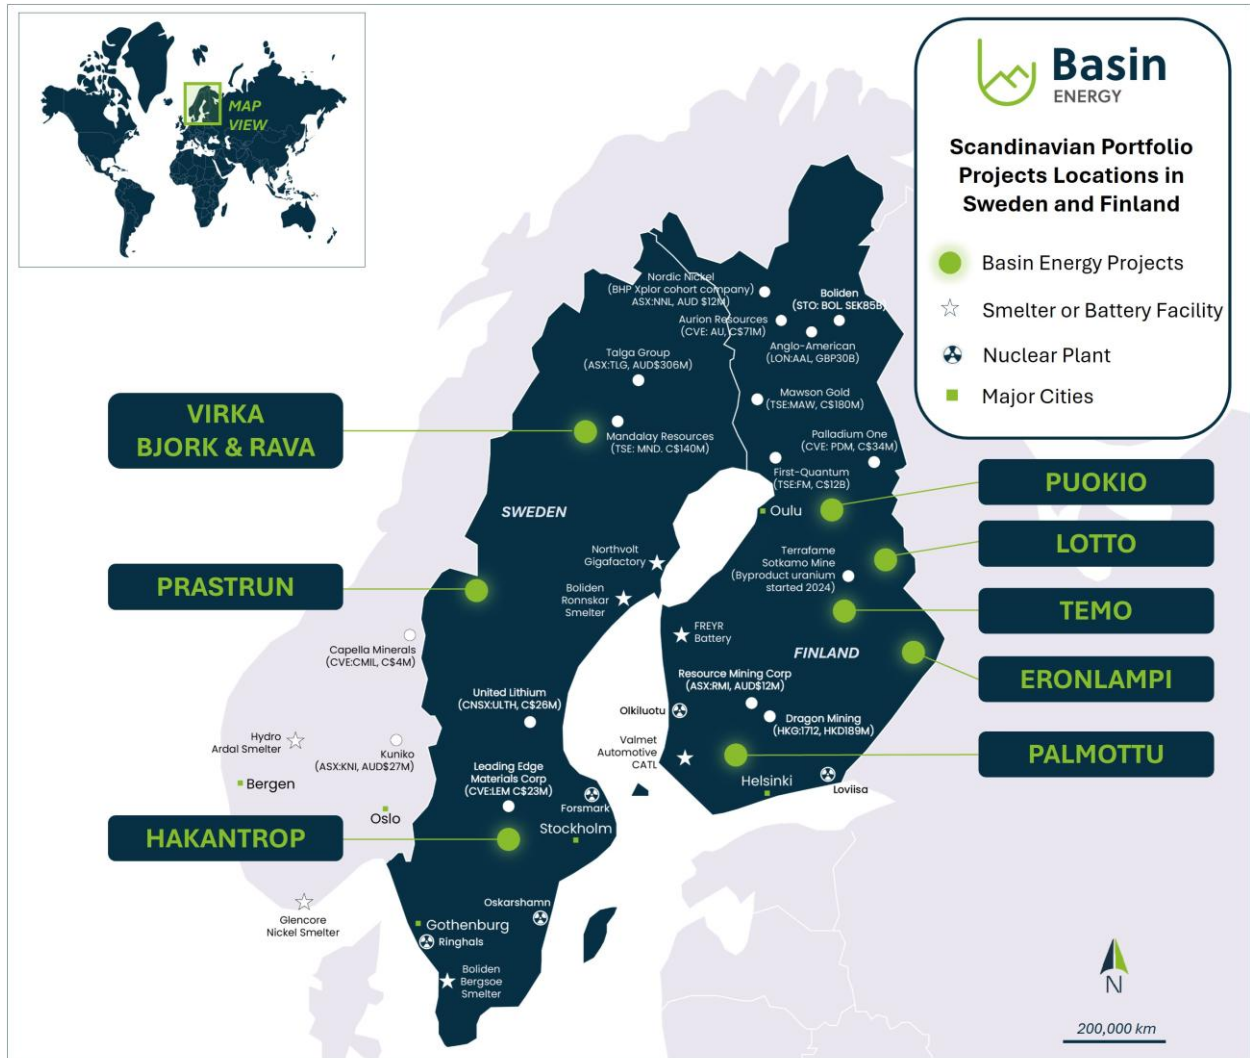 MAP
VIEW
Basin
ENERGY
Scandinavian Portfolio
Projects Locations in
Sweden and Finland
Basin Energy Projects
Smelter or Battery Facility
Nuclear Plant
Major Cities
Nordic Nickel
(BHP Xplor cohort company)
ASX:NNL, AUD $12M
Boliden
(STO: BOL. SEK85B)
Aurion Resources
(CVE: AU, C$71M)
Anglo-American
(LON:AAL, GBP30B)
Talga Group
(ASX:TLG, AUD$306M)
Mawson Gold
(TSE:MAW, C$180M)
VIRKA
BJORK & RAVA
Mandalay Resources
(TSE: MND. C$140M)
Palladium One
(CVE: PDM, C$34M)
First-Quantum
(TSE:FM, C$12B)
PUOKIO
SWEDEN
Oulu
LOTTO
Northvolt
Gigafactory
Terrafame
Sotkamo Mine
(Byproduct uranium
started 2024)
PRASTRUN
Boliden
Ronnskar
Smelter
TEMO
FREYR
Battery
FINLAND
Capella Minerals
(CVE:CMIL, C$4M)
Resource Mining Corp
(ASX:RMI, AUD$12M)
ERONLAMPI
United Lithium
(CNSX:ULTH, C$26M)
Olkiluotu
Dragon Mining
(HKG:1712, HKD189M)
Hydro
Ardal Smelter
Kuniko
(ASX:KNI, AUD$27M)
Valmet
Automotive
CATL
PALMOTTU
Leading Edge
Materials Corp
(CVE:LEM C$23M)
Bergen
Helsinki
Loviisa
Forsmark
Oslo
Stockholm
HAKANTROP
Oskarshamn
Glencore
Nickel Smelter
Gothenburg
Ringhals
Boliden
Bergsoe
Smelter
N
200,000 km